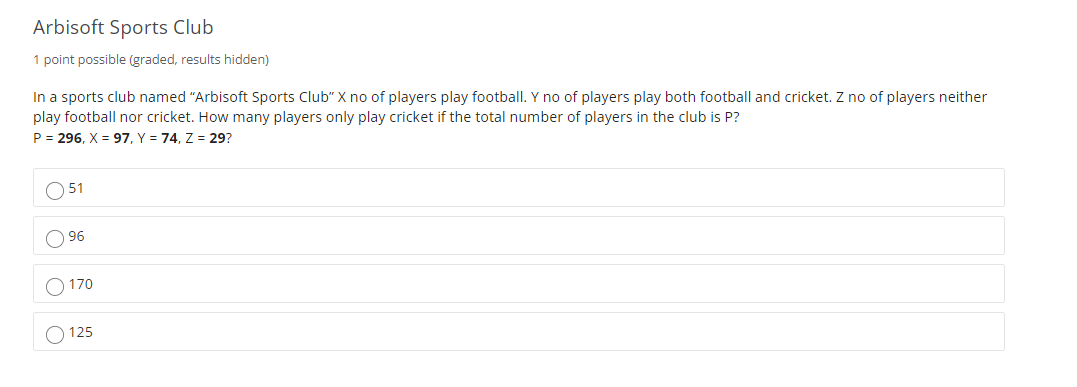 Arbisoft Sports Club
1 point possible (graded, results hidden)
In a sports club named “Arbisoft Sports Club” X no of players play football. Y no of players play both football and cricket. Z no of players neither
play football nor cricket. How many players only play cricket if the total number of players in the club is P?
P = 296, X = 97, Y = 74, Z = 29?
51
96
170
125